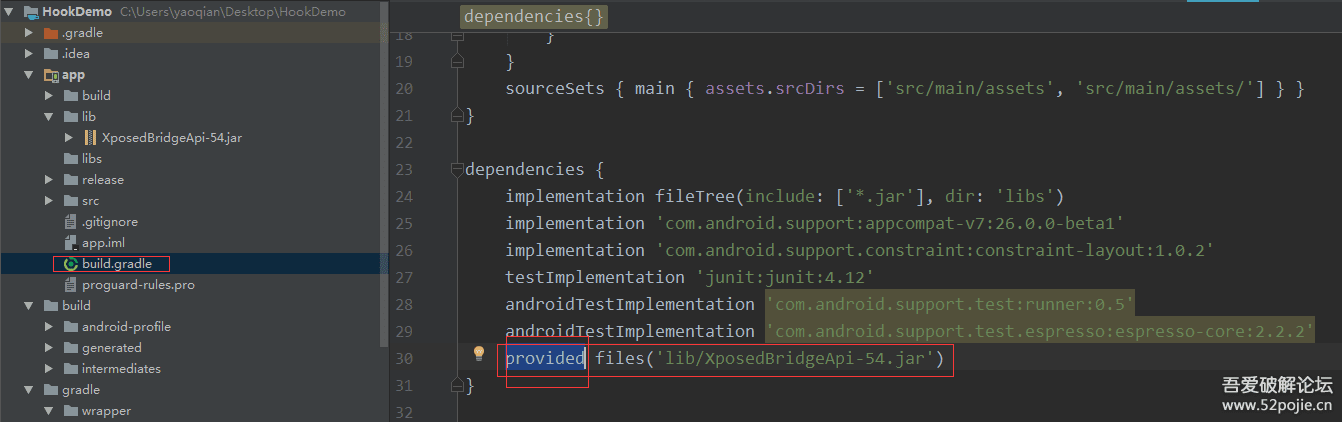 HookDemo C:\Users\yaoqian\Desktop\HookDemo
.gradle
.idea
app
build
lib
XposedBridgeApi-54.jar
libs
release
src
.gitignore
app.iml
build.gradle
proguard-rules.pro
build
android-profile
generated
intermediates
gradle
wrapper
dependencies{}
18 }
19 }
20 sourceSets { main { assets.srcDirs = ['src/main/assets', 'src/main/assets/'] } }
21 }
22
23 dependencies {
24 implementation fileTree(include: ['*.jar'], dir: 'libs')
25 implementation 'com.android.support:appcompat-v7:26.0.0-beta1'
26 implementation 'com.android.support.constraint:constraint-layout:1.0.2'
27 testImplementation 'junit:junit:4.12'
28 androidTestImplementation 'com.android.support.test:runner:0.5'
29 androidTestImplementation 'com.android.support.test.espresso:espresso-core:2.2.2'
30 provided files('lib/XposedBridgeApi-54.jar')
31 }
32
吾爱破解论坛
www.52pojie.cn